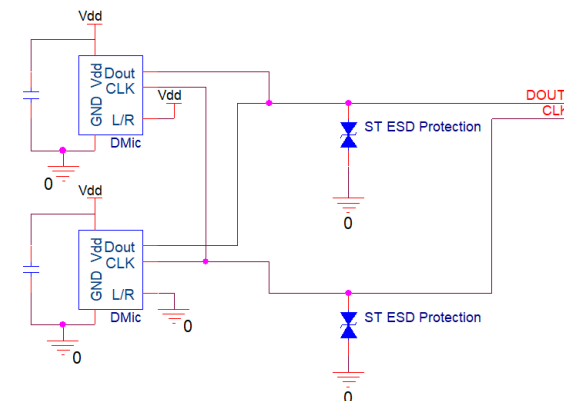 Vdd
Vdd Dout
CLK Vdd
GND L/R
DMic
0
DOUT
CLK
ST ESD Protection
0
Vdd
Vdd Dout
CLK
GND L/R
DMic
0
0
ST ESD Protection
0